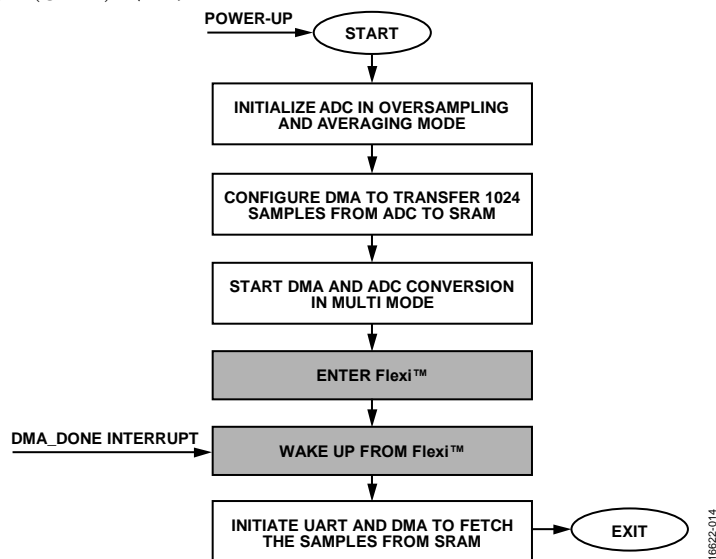 POWER-UP
START
INITIALIZE ADC IN OVERSAMPLING
AND AVERAGING MODE
CONFIGURE DMA TO TRANSFER 1024
SAMPLES FROM ADC TO SRAM
START DMA AND ADC CONVERSION
IN MULTI MODE
ENTER Flexi™
DMA_DONE INTERRUPT
WAKE UP FROM Flexi™
INITIATE UART AND DMA TO FETCH
THE SAMPLES FROM SRAM
EXIT
16622-014